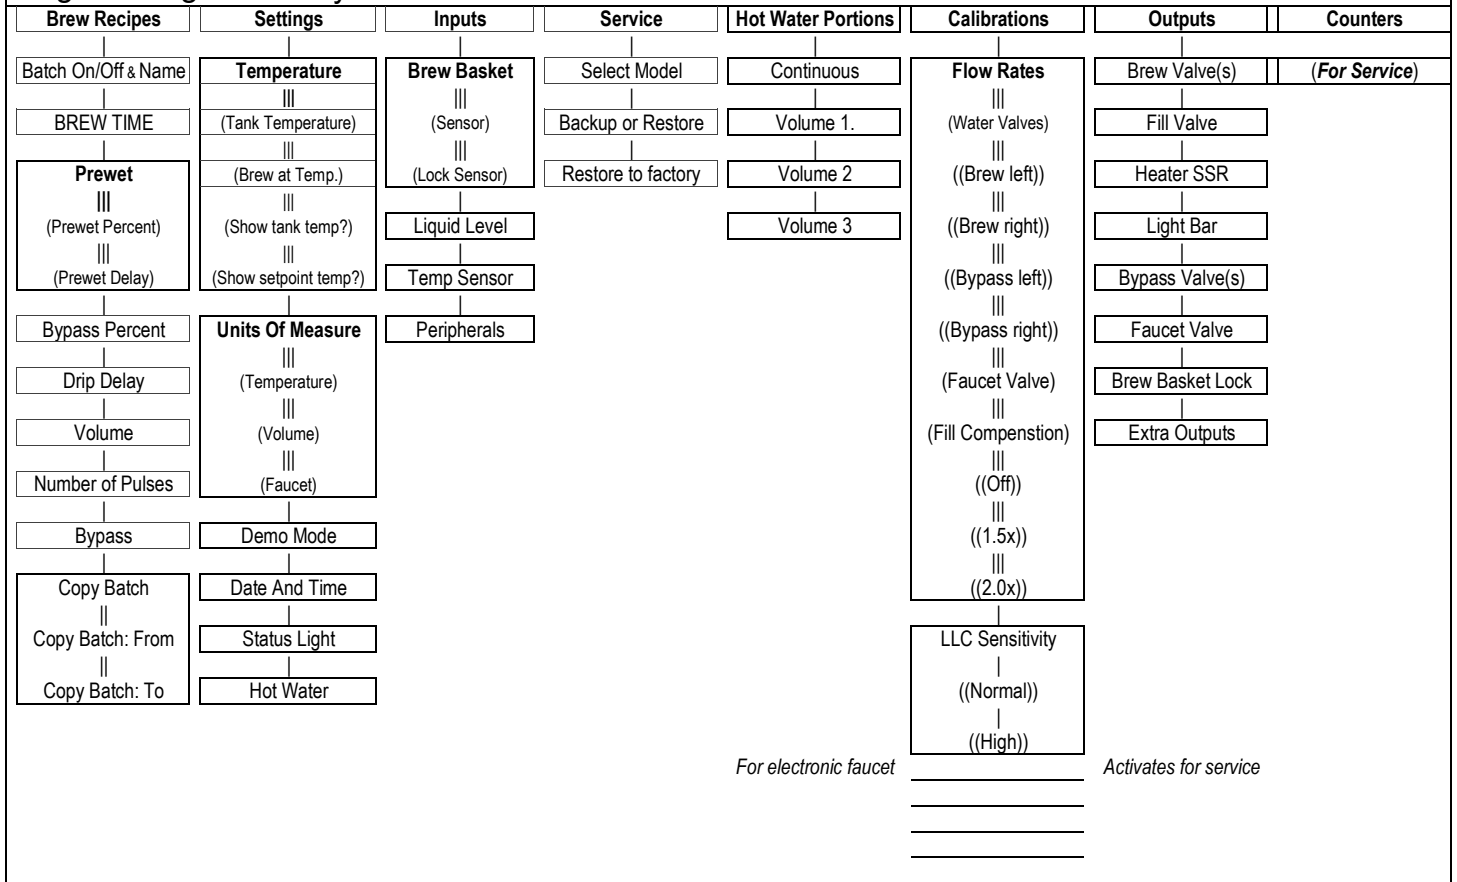 Brew Recipes Settings Inputs Service Hot Water Portions Calibrations Outputs Counters
Batch On/Off & Name Temperature Brew Basket Select Model Continuous Flow Rates Brew Valve(s) (For Service)
BREW TIME (Tank Temperature) (Sensor) Backup or Restore Volume 1. (Water Valves) Fill Valve
Prewet (Brew at Temp.) (Lock Sensor) Restore to factory Volume 2 ((Brew left)) Heater SSR
(Prewet Percent) (Show tank temp?) Liquid Level Volume 3 ((Brew right)) Light Bar
(Prewet Delay) (Show setpoint temp?) Temp Sensor ((Bypass left)) Bypass Valve(s)
Bypass Percent Units Of Measure Peripherals ((Bypass right)) Faucet Valve
Drip Delay (Temperature) (Faucet Valve) Brew Basket Lock
Volume (Volume) (Fill Compenstion) Extra Outputs
Number of Pulses (Faucet) ((Off))
Bypass Demo Mode ((1.5x))
Copy Batch Date And Time ((2.0x))
Copy Batch: From Status Light LLC Sensitivity
Copy Batch: To Hot Water ((Normal))
((High))
For electronic faucet Activates for service